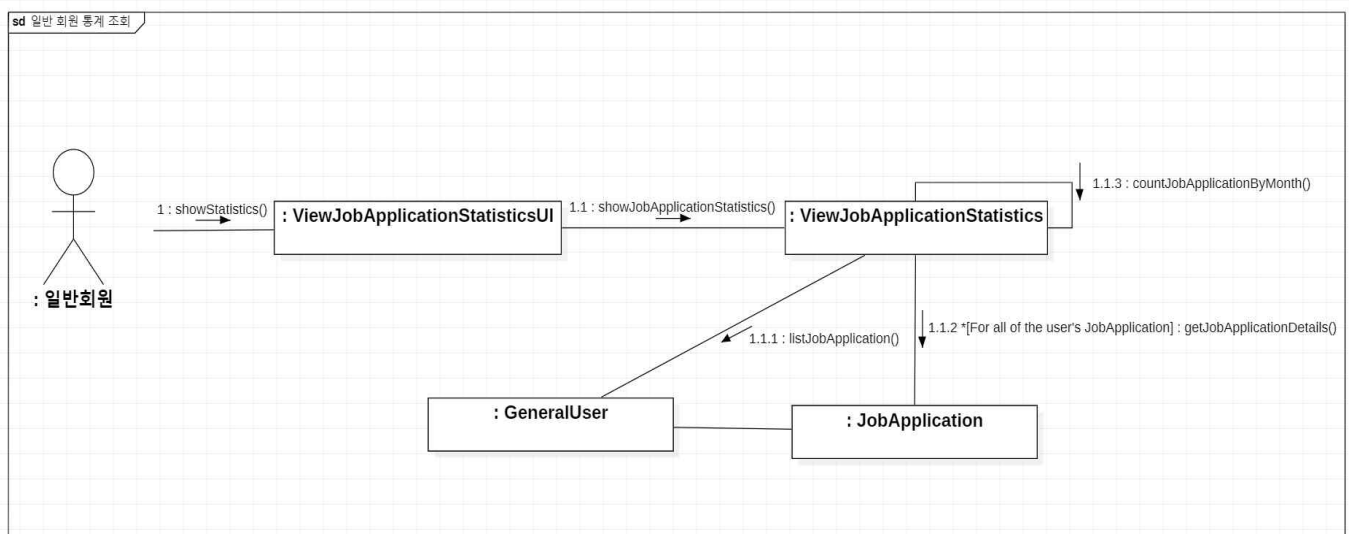 sd 일반 회원 통계 조회
1.1.3 : countJobApplicationByMonth()
1 : showStatistics()
1.1 : showJobApplicationStatistics()
: ViewJobApplicationStatisticsUI
: ViewJobApplicationStatistics
: 일반회원
1.1.2 *[For all of the user's JobApplication] : getJobApplicationDetails()
1.1.1 : listJobApplication()
: GeneralUser
: JobApplication